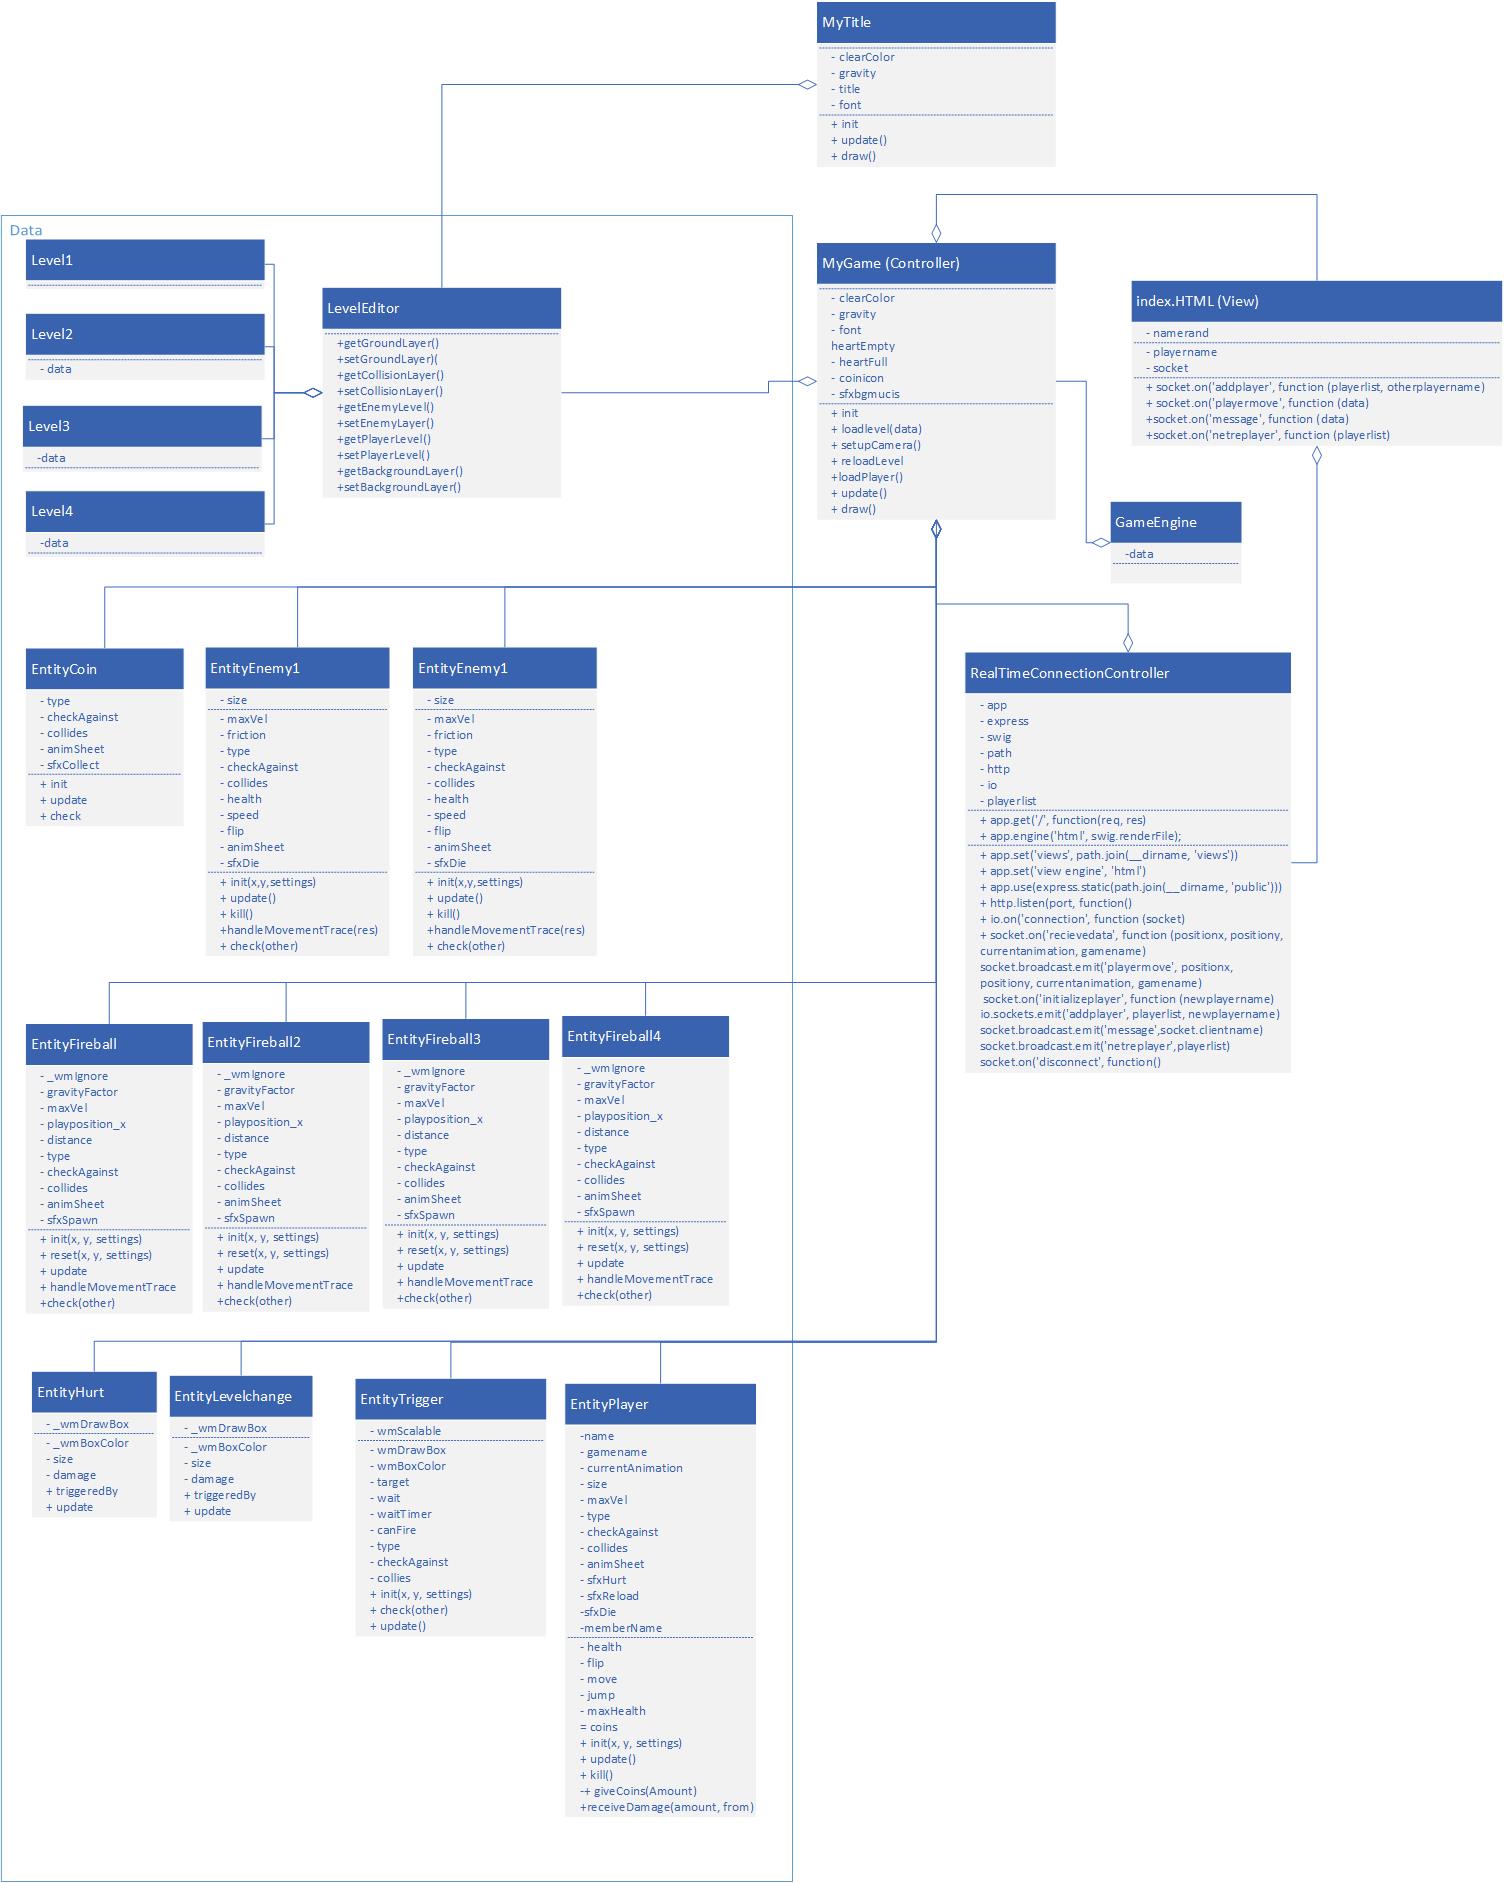 MyTitle
- clearColor
- gravity
- title
- font
+ init
+ update()
+ draw()
Data
Level1
Level2
- data
Level3
-data
Level4
-data
LevelEditor
+getGroundLayer()
+setGroundLayer)(
+getCollisionLayer()
+setCollisionLayer()
+getEnemyLevel()
+setEnemyLayer()
+getPlayerLevel()
+setPlayerLevel()
+getBackgroundLayer()
+setBackgroundLayer()
MyGame (Controller)
- clearColor
- gravity
- font
heartEmpty
- heartFull
- coinicon
- sfxbgmucis
+ init
+ loadlevel(data)
+ setupCamera()
+ reloadLevel
+loadPlayer()
+ update()
+ draw()
index.HTML (View)
- namerand
- playername
- socket
+ socket.on('addplayer', function (playerlist, otherplayername)
+ socket.on('playermove', function (data)
+socket.on('message', function (data)
+socket.on('netreplayer', function (playerlist)
GameEngine
-data
EntityCoin
- type
- checkAgainst
- collides
- animSheet
- sfxCollect
+ init
+ update
+ check
EntityEnemy1
- size
- maxVel
- friction
- type
- checkAgainst
- collides
- health
- speed
- flip
- animSheet
- sfxDie
+ init(x,y,settings)
+ update()
+ kill()
+handleMovementTrace(res)
+ check(other)
EntityEnemy1
- size
- maxVel
- friction
- type
- checkAgainst
- collides
- health
- speed
- flip
- animSheet
- sfxDie
+ init(x,y,settings)
+ update()
+ kill()
+handleMovementTrace(res)
+ check(other)
RealTimeConnectionController
- app
- express
- swig
- path
- http
- io
- playerlist
+ app.get('/', function(req, res)
+ app.engine('html', swig.renderFile);
+ app.set('views', path.join(__dirname, 'views'))
+ app.set('view engine', 'html')
+ app.use(express.static(path.join(__dirname, 'public')))
+ http.listen(port, function()
+ io.on('connection', function (socket)
+ socket.on('recievedata', function (positionx, positiony,
currentanimation, gamename)
socket.broadcast.emit('playermove', positionx,
positiony, currentanimation, gamename)
socket.on('initializeplayer', function (newplayername)
io.sockets.emit('addplayer', playerlist, newplayername)
socket.broadcast.emit('message',socket.clientname)
socket.broadcast.emit('netreplayer',playerlist)
socket.on('disconnect', function()
EntityFireball
- _wmIgnore
- gravityFactor
- maxVel
- playposition_x
- distance
- type
- checkAgainst
- collides
- animSheet
- sfxSpawn
+ init(x, y, settings)
+ reset(x, y, settings)
+ update
+ handleMovementTrace
+check(other)
EntityFireball2
- _wmIgnore
- gravityFactor
- maxVel
- playposition_x
- distance
- type
- checkAgainst
- collides
- animSheet
- sfxSpawn
+ init(x, y, settings)
+ reset(x, y, settings)
+ update
+ handleMovementTrace
+check(other)
EntityFireball3
- _wmIgnore
- gravityFactor
- maxVel
- playposition_x
- distance
- type
- checkAgainst
- collides
- animSheet
- sfxSpawn
+ init(x, y, settings)
+ reset(x, y, settings)
+ update
+ handleMovementTrace
+check(other)
EntityFireball4
- _wmIgnore
- gravityFactor
- maxVel
- playposition_x
- distance
- type
- checkAgainst
- collides
- animSheet
- sfxSpawn
+ init(x, y, settings)
+ reset(x, y, settings)
+ update
+ handleMovementTrace
+check(other)
EntityHurt
- _wmDrawBox
- _wmBoxColor
- size
- damage
+ triggeredBy
+ update
EntityLevelchange
- _wmDrawBox
- _wmBoxColor
- size
- damage
+ triggeredBy
+ update
EntityTrigger
- wmScalable
- wmDrawBox
- wmBoxColor
- target
- wait
- waitTimer
- canFire
- type
- checkAgainst
- collies
+ init(x, y, settings)
+ check(other)
+ update()
EntityPlayer
-name
- gamename
- currentAnimation
- size
- maxVel
- type
- checkAgainst
- collides
- animSheet
- sfxHurt
- sfxReload
-sfxDie
-memberName
- health
- flip
- move
- jump
- maxHealth
= coins
+ init(x, y, settings)
+ update()
+ kill()
-+ giveCoins(Amount)
+receiveDamage(amount, from)